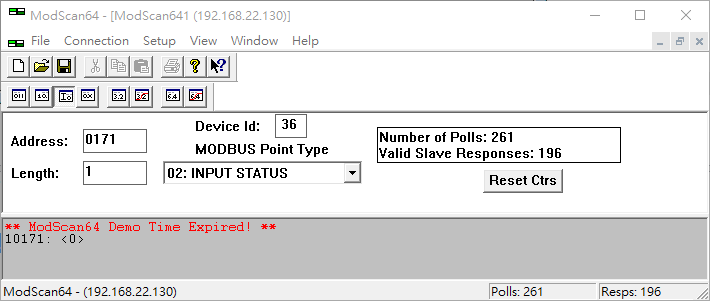 ModScan64 - [ModScan641 (192.168.22.130)]
File Connection Setup View Window Help
Address: 0171
Device Id: 36
MODBUS Point Type
Length: 1
02: INPUT STATUS
Number of Polls: 261
Valid Slave Responses: 196
Reset Ctrs
** ModScan64 Demo Time Expired! **
10171: <0>
ModScan64 - (192.168.22.130)
Polls: 261
Resps: 196